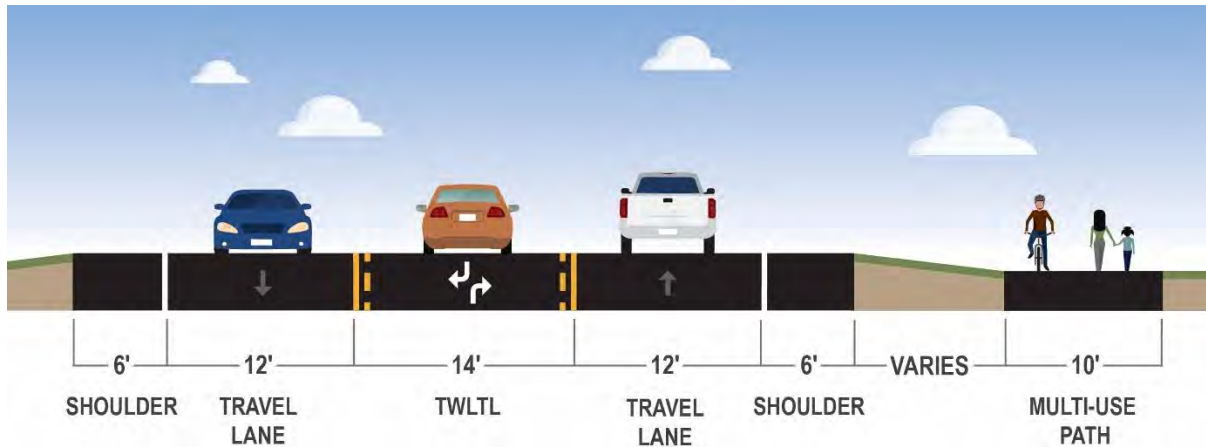 6' 12' 14' 12' 6' VARIES 10'
SHOULDER TRAVEL LANE TWLTL TRAVEL LANE SHOULDER MULTI-USE PATH